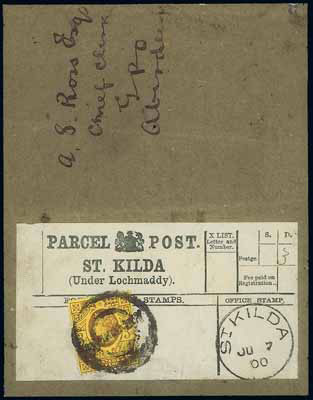 A. S. Ross Esq
Chief Clerk
G P O
Aberdeen
PARCEL POST.
ST. KILDA
(Under Lochmaddy).
X LIST.
Letter and
Number.
S. D.
Postage. 3
Fee paid on
Registration..
STAMPS.
OFFICE STAMP.
ST KILDA
JU 7
00